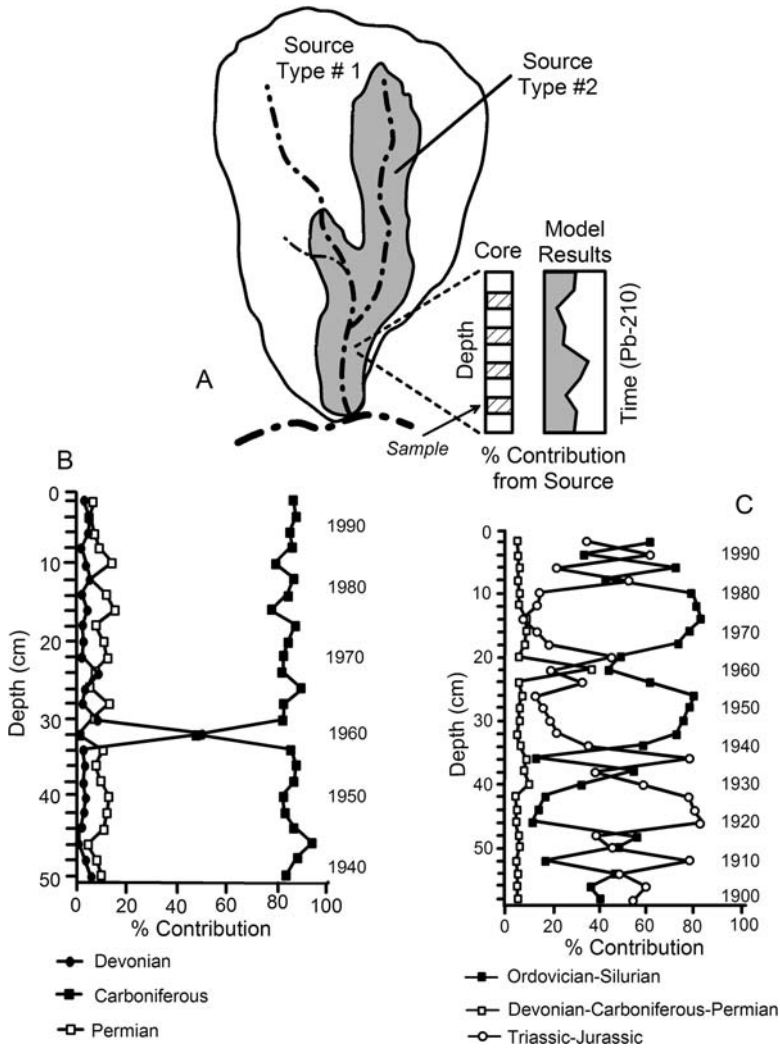 Source
Type # 1
Source
Type #2
Core
Model
Results
Depth
Time (Pb-210)
A
Sample
% Contribution
from Source
B
0
10
20
30
40
50
Depth (cm)
1990
1980
1970
1960
1950
1940
0 20 40 60 80 100
% Contribution
Devonian
Carboniferous
Permian
C
0
10
20
30
40
50
Depth (cm)
1990
1980
1970
1960
1950
1940
1930
1920
1910
1900
0 20 40 60 80 100
% Contribution
Ordovician-Silurian
Devonian-Carboniferous-Permian
Triassic-Jurassic